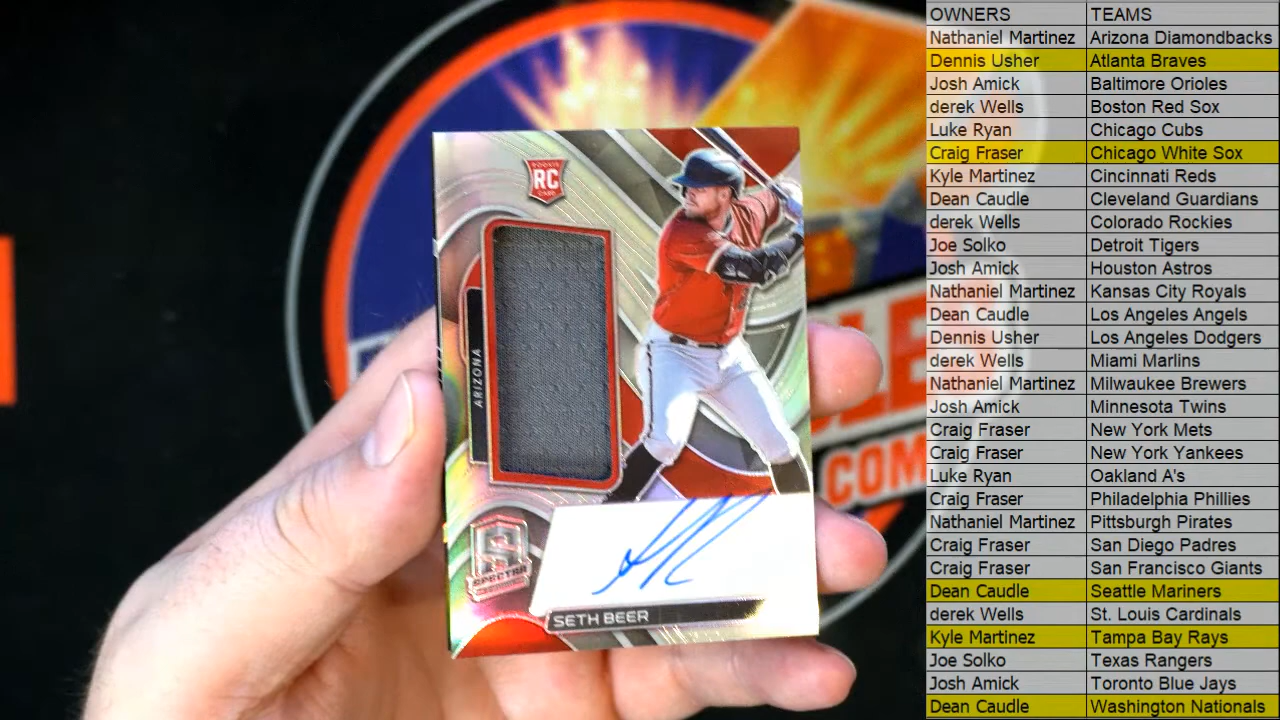 ROOKIE
RC
CARD
ARIZONA
SPECTRA
SETH BEER
COM
OWNERS TEAMS
Nathaniel Martinez Arizona Diamondbacks
Dennis Usher Atlanta Braves
Josh Amick Baltimore Orioles
derek Wells Boston Red Sox
Luke Ryan Chicago Cubs
Craig Fraser Chicago White Sox
Kyle Martinez Cincinnati Reds
Dean Caudle Cleveland Guardians
derek Wells Colorado Rockies
Joe Solko Detroit Tigers
Josh Amick Houston Astros
Nathaniel Martinez Kansas City Royals
Dean Caudle Los Angeles Angels
Dennis Usher Los Angeles Dodgers
derek Wells Miami Marlins
Nathaniel Martinez Milwaukee Brewers
Josh Amick Minnesota Twins
Craig Fraser New York Mets
Craig Fraser New York Yankees
Luke Ryan Oakland A's
Craig Fraser Philadelphia Phillies
Nathaniel Martinez Pittsburgh Pirates
Craig Fraser San Diego Padres
Craig Fraser San Francisco Giants
Dean Caudle Seattle Mariners
derek Wells St. Louis Cardinals
Kyle Martinez Tampa Bay Rays
Joe Solko Texas Rangers
Josh Amick Toronto Blue Jays
Dean Caudle Washington Nationals